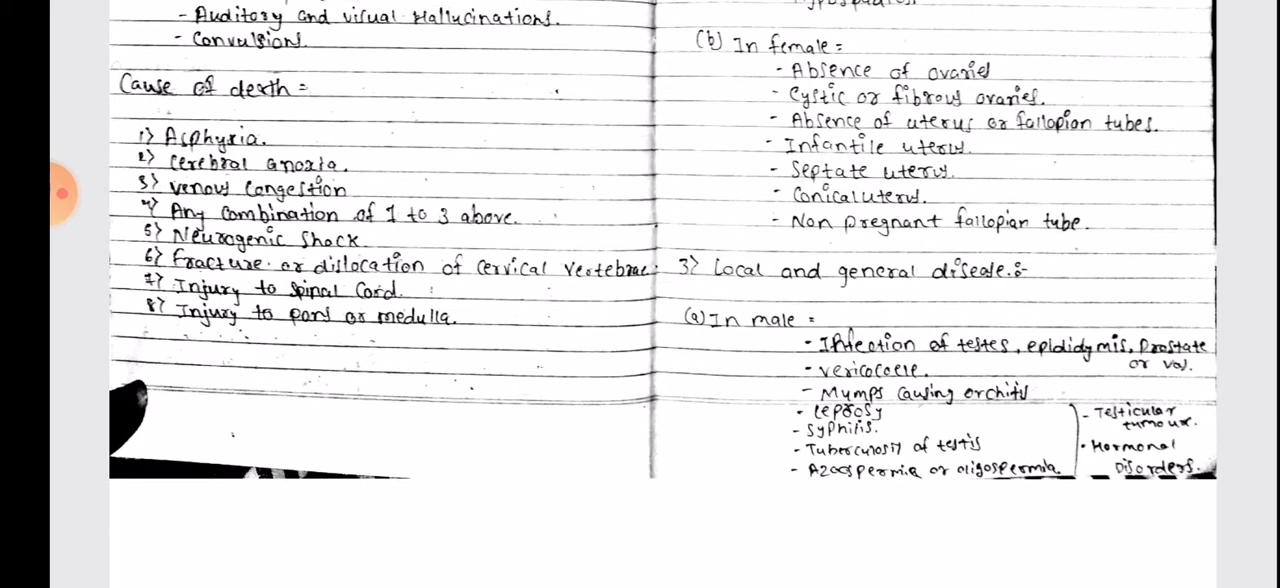 - Auditory and visual Hallucinations.
- Convulsions.
Cause of death =
1) Asphyxia.
2) Cerebral anoxia.
3) Venous Congestion
4) Any combination of 1 to 3 above.
5) Neurogenic Shock.
6) Fracture or dislocation of cervical vertebrae.
7) Injury to spinal Cord.
8) Injury to pons or medulla.
(b) In female =
- Absence of ovaries
- Cystic or fibrous ovaries.
- Absence of uterus or fallopion tubes.
- Infantile uterus.
- Septate uterus.
- Conical uterus.
- Non pregnant fallopian tube.
3) Local and general disease :-
(a) In male =
- Infection of testes, epididymis, prostate
or vas.
- Vericocele.
- Mumps causing orchitis
- Leprosy
- Syphilis.
- Tuberculosis of testis
- Azoospermia or oligospermia
- Testicular
tumour.
- Hormonal
Disorders.